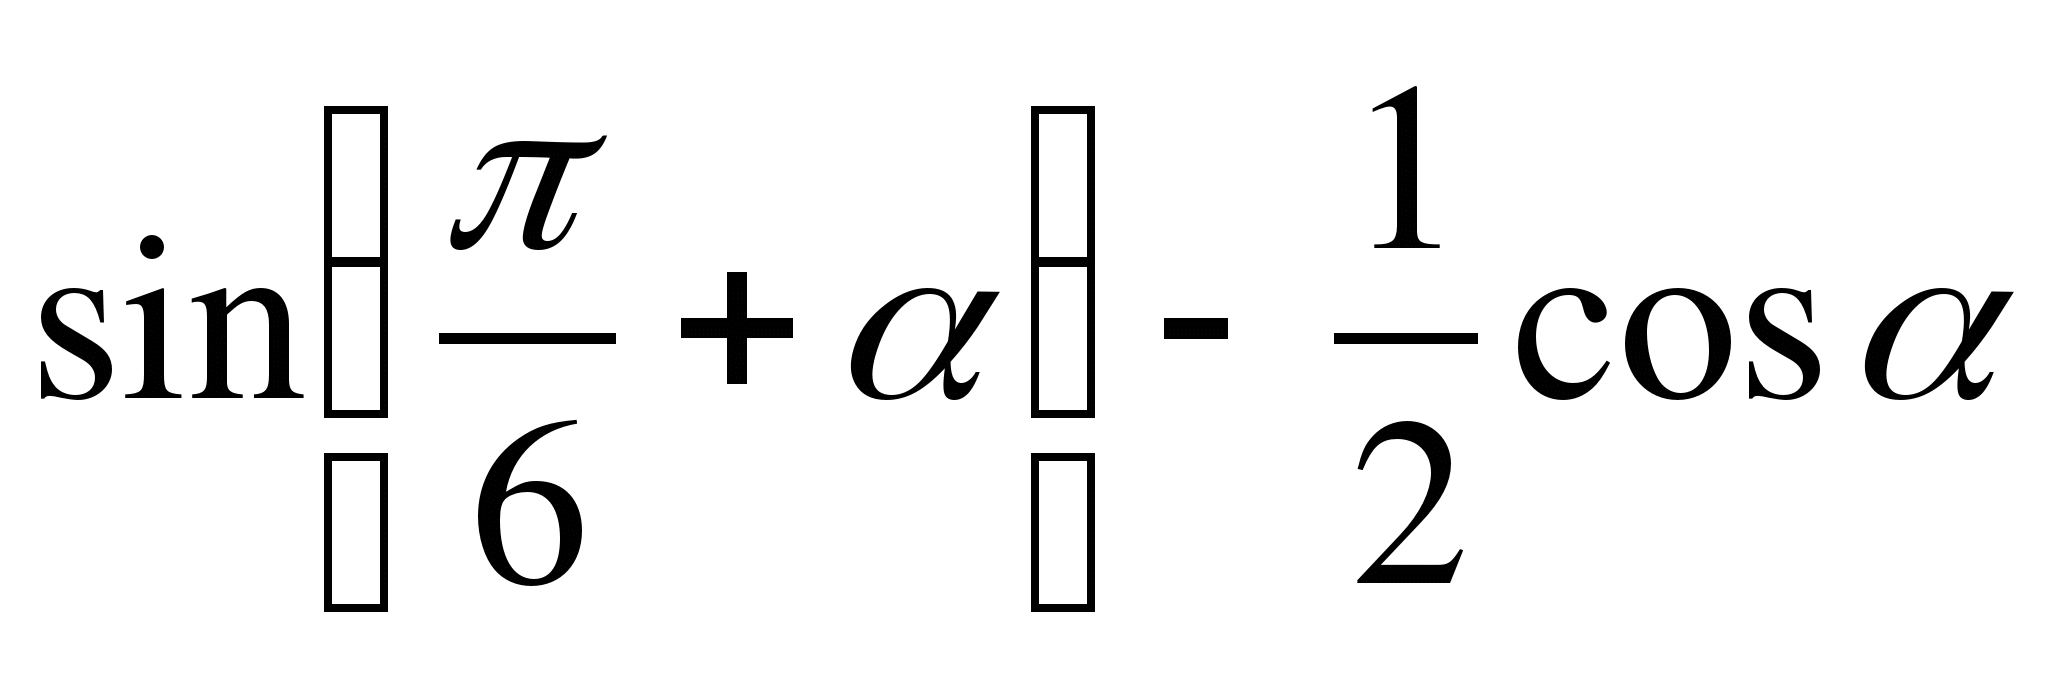 sin(π/6 + α) - 1/2 cos α